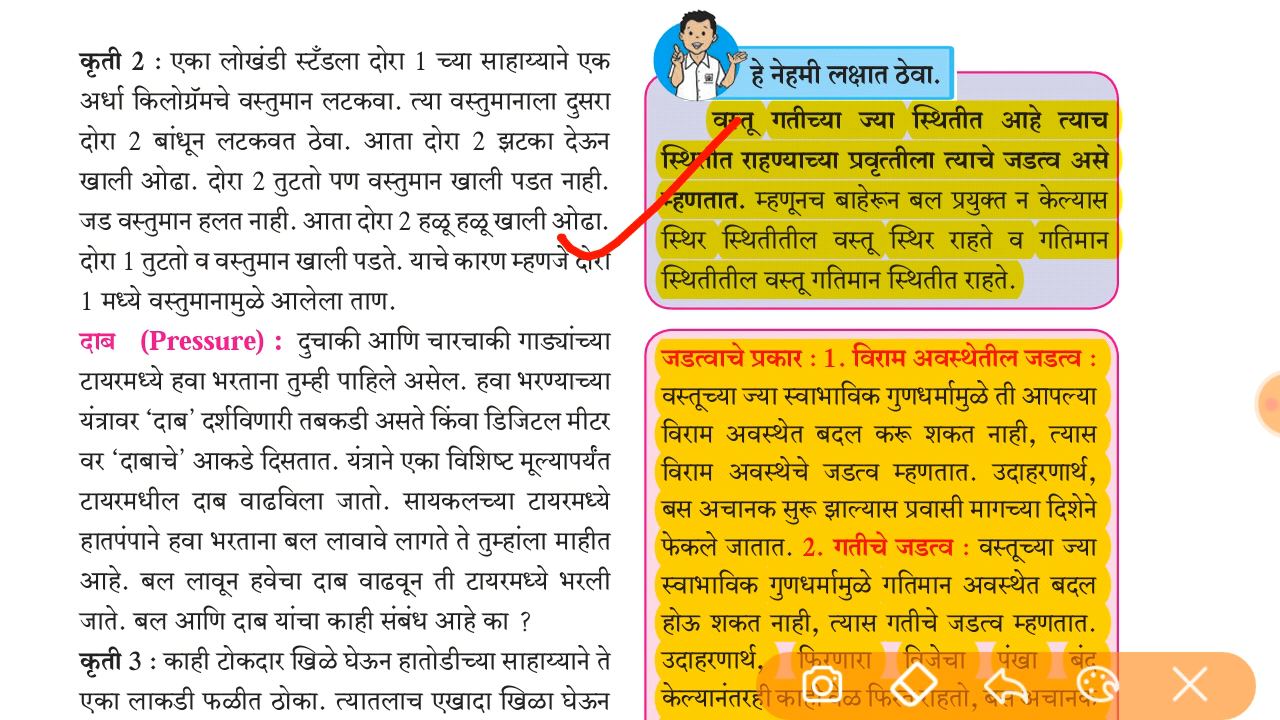 कृती 2 : एका लोखंडी स्टँडला दोरा 1 च्या साहाय्याने एक
अर्धा किलोग्रॅमचे वस्तुमान लटकवा. त्या वस्तुमानाला दुसरा
दोरा 2 बांधून लटकवत ठेवा. आता दोरा 2 झटका देऊन
खाली ओढा. दोरा 2 तुटतो पण वस्तुमान खाली पडत नाही.
जड वस्तुमान हलत नाही. आता दोरा 2 हळू हळू खाली ओढा.
दोरा 1 तुटतो व वस्तुमान खाली पडते. याचे कारण म्हणजे दोरा
1 मध्ये वस्तुमानामुळे आलेला ताण.
दाब (Pressure) : दुचाकी आणि चारचाकी गाड्यांच्या
टायरमध्ये हवा भरताना तुम्ही पाहिले असेल. हवा भरण्याच्या
यंत्रावर ‘दाब’ दर्शविणारी तबकडी असते किंवा डिजिटल मीटर
वर ‘दाबाचे’ आकडे दिसतात. यंत्राने एका विशिष्ट मूल्यापर्यंत
टायरमधील दाब वाढविला जातो. सायकलच्या टायरमध्ये
हातपंपाने हवा भरताना बल लावावे लागते ते तुम्हांला माहीत
आहे. बल लावून हवेचा दाब वाढवून ती टायरमध्ये भरली
जाते. बल आणि दाब यांचा काही संबंध आहे का ?
कृती 3 : काही टोकदार खिळे घेऊन हातोडीच्या साहाय्याने ते
एका लाकडी फळीत ठोका. त्यातलाच एखादा खिळा घेऊन
हे नेहमी लक्षात ठेवा.
वस्तू गतीच्या ज्या स्थितीत आहे त्याच
स्थितीत राहण्याच्या प्रवृत्तीला त्याचे जडत्व असे
म्हणतात. म्हणूनच बाहेरून बल प्रयुक्त न केल्यास
स्थिर स्थितीतील वस्तू स्थिर राहते व गतिमान
स्थितीतील वस्तू गतिमान स्थितीत राहते.
जडत्वाचे प्रकार : 1. विराम अवस्थेतील जडत्व :
वस्तूच्या ज्या स्वाभाविक गुणधर्मामुळे ती आपल्या
विराम अवस्थेत बदल करू शकत नाही, त्यास
विराम अवस्थेचे जडत्व म्हणतात. उदाहरणार्थ,
बस अचानक सुरू झाल्यास प्रवासी मागच्या दिशेने
फेकले जातात. 2. गतीचे जडत्व : वस्तूच्या ज्या
स्वाभाविक गुणधर्मामुळे गतिमान अवस्थेत बदल
होऊ शकत नाही, त्यास गतीचे जडत्व म्हणतात.
उदाहरणार्थ, फिरणारा विजेचा पंखा बंद
केल्यानंतरही काही वेळ फिरत राहतो, बस अचानक